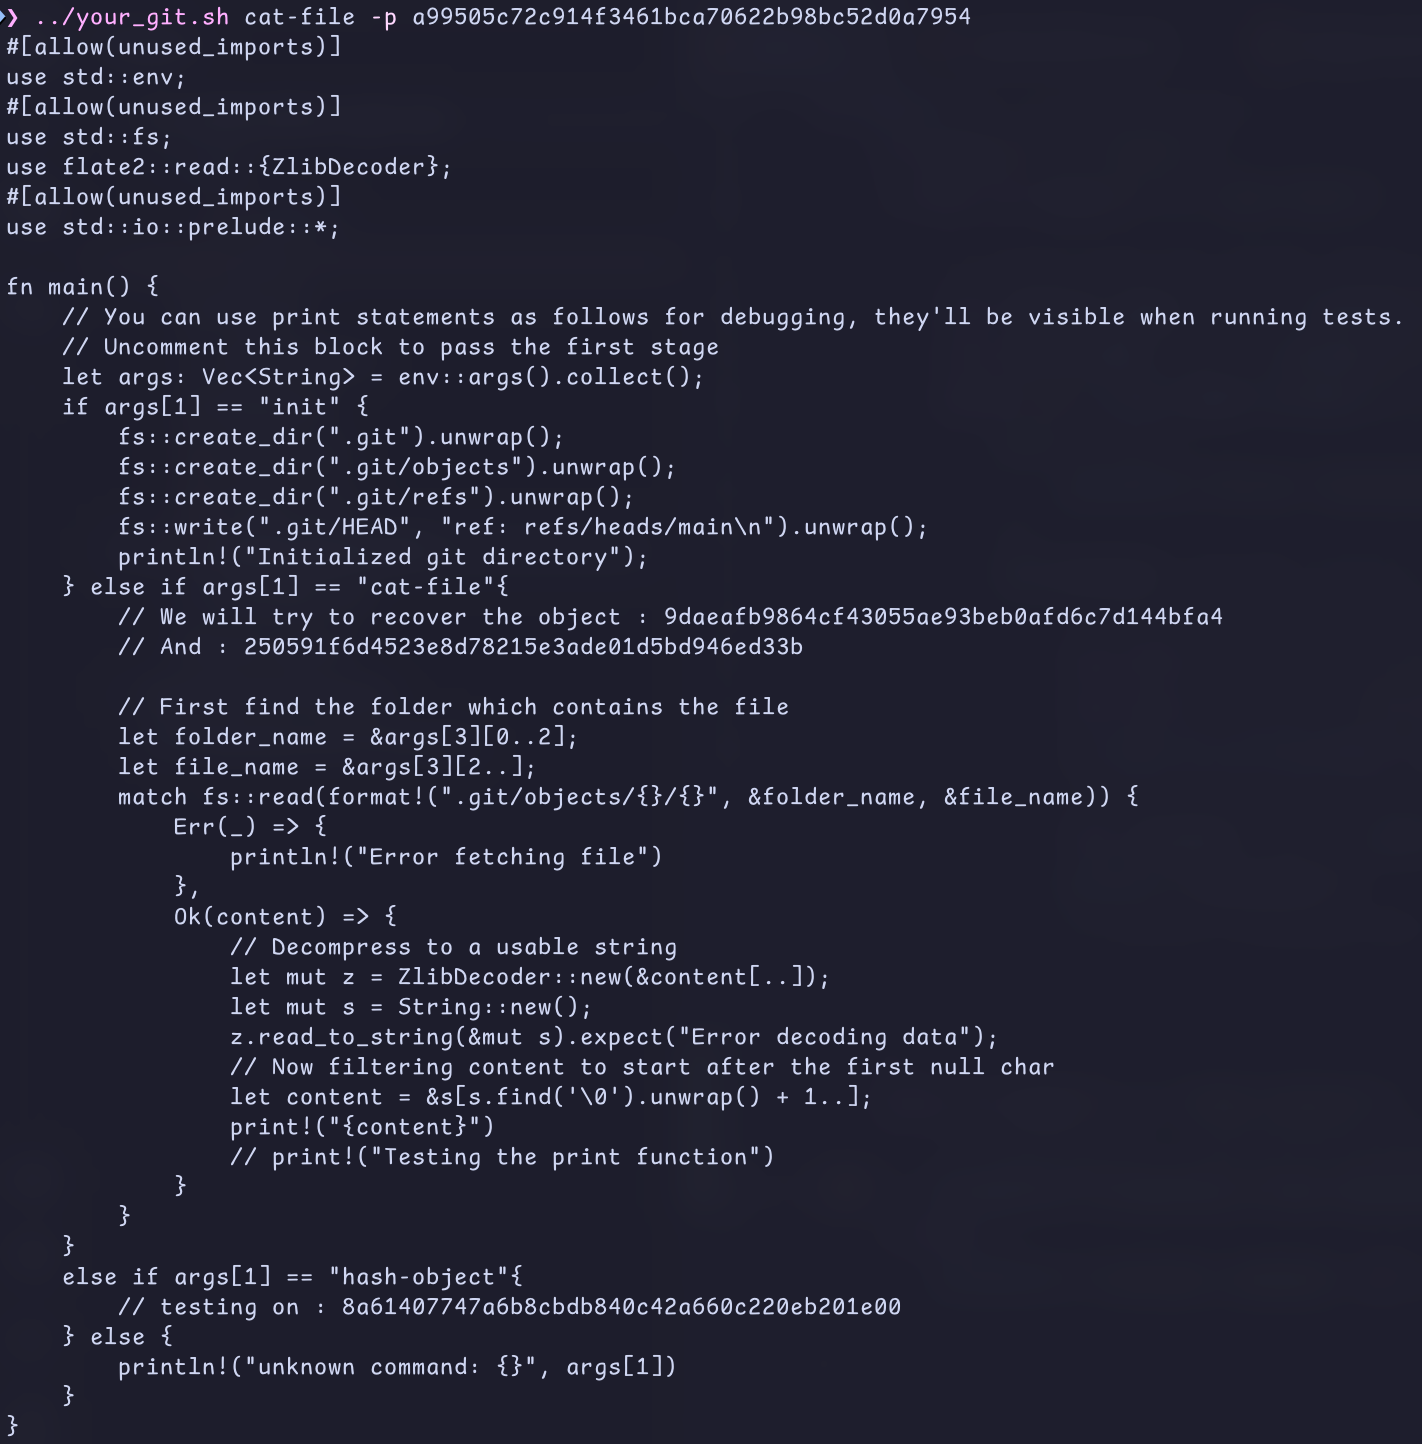 ❯ ../your_git.sh cat-file -p a99505c72c914f3461bca70622b98bc52d0a7954
#[allow(unused_imports)]
use std::env;
#[allow(unused_imports)]
use std::fs;
use flate2::read::{ZlibDecoder};
#[allow(unused_imports)]
use std::io::prelude::*;

fn main() {
    // You can use print statements as follows for debugging, they'll be visible when running tests.
    // Uncomment this block to pass the first stage
    let args: Vec<String> = env::args().collect();
    if args[1] == "init" {
        fs::create_dir(".git").unwrap();
        fs::create_dir(".git/objects").unwrap();
        fs::create_dir(".git/refs").unwrap();
        fs::write(".git/HEAD", "ref: refs/heads/main\n").unwrap();
        println!("Initialized git directory");
    } else if args[1] == "cat-file"{
        // We will try to recover the object : 9daeafb9864cf43055ae93beb0afd6c7d144bfa4
        // And : 250591f6d4523e8d78215e3ade01d5bd946ed33b

        // First find the folder which contains the file
        let folder_name = &args[3][0..2];
        let file_name = &args[3][2..];
        match fs::read(format!(".git/objects/{}/{}", &folder_name, &file_name)) {
            Err(_) => {
                println!("Error fetching file")
            },
            Ok(content) => {
                // Decompress to a usable string
                let mut z = ZlibDecoder::new(&content[..]);
                let mut s = String::new();
                z.read_to_string(&mut s).expect("Error decoding data");
                // Now filtering content to start after the first null char
                let content = &s[s.find('\0').unwrap() + 1..];
                print!("{content}")
                // print!("Testing the print function")
            }
        }
    }
    else if args[1] == "hash-object"{
        // testing on : 8a61407747a6b8cbdb840c42a660c220eb201e00
    } else {
        println!("unknown command: {}", args[1])
    }
}